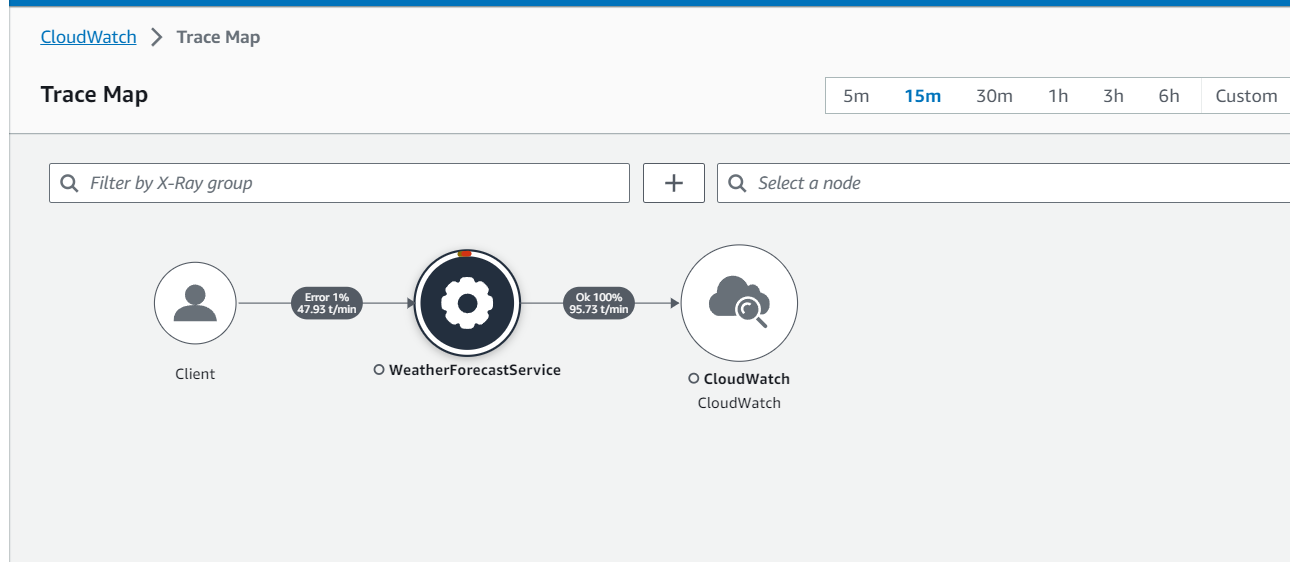 CloudWatch > Trace Map
Trace Map
5m 15m 30m 1h 3h 6h Custom
Filter by X-Ray group
+
Select a node
Error 1%
47.93 t/min
Ok 100%
95.73 t/min
Client
WeatherForecastService
CloudWatch
CloudWatch